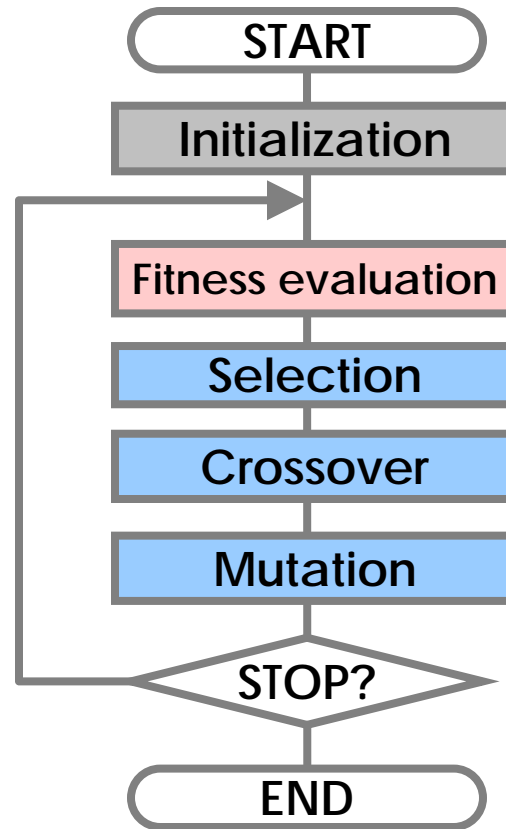 START
Initialization
Fitness evaluation
Selection
Crossover
Mutation
STOP?
END